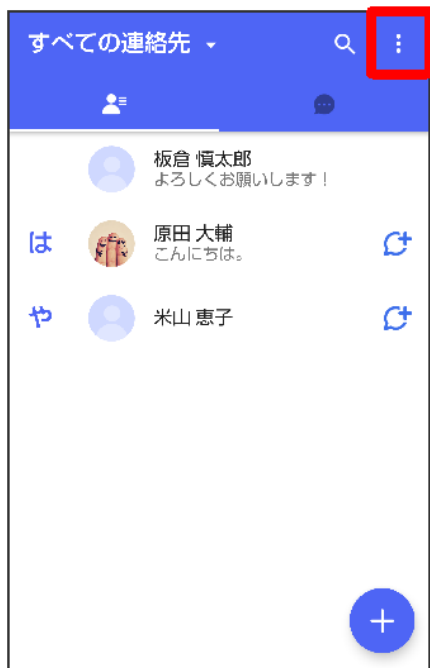 すべての連絡先
板倉 慎太郎
よろしくお願いします！
は
原田 大輔
こんにちは。
や
米山 恵子